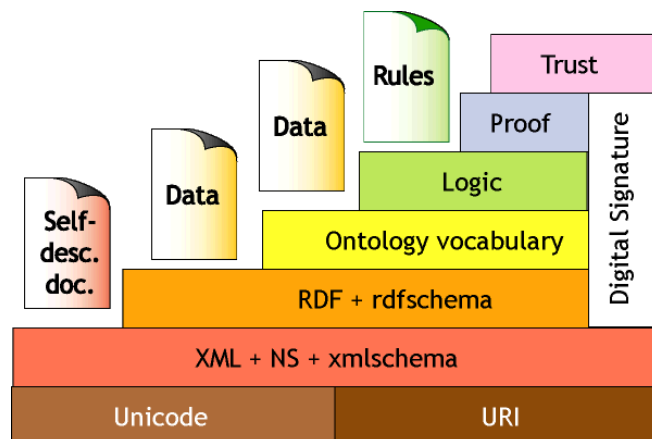 Rules
Trust
Data
Proof
Data
Logic
Self-
desc.
doc.
Ontology vocabulary
Digital Signature
RDF + rdfschema
XML + NS + xmlschema
Unicode
URI